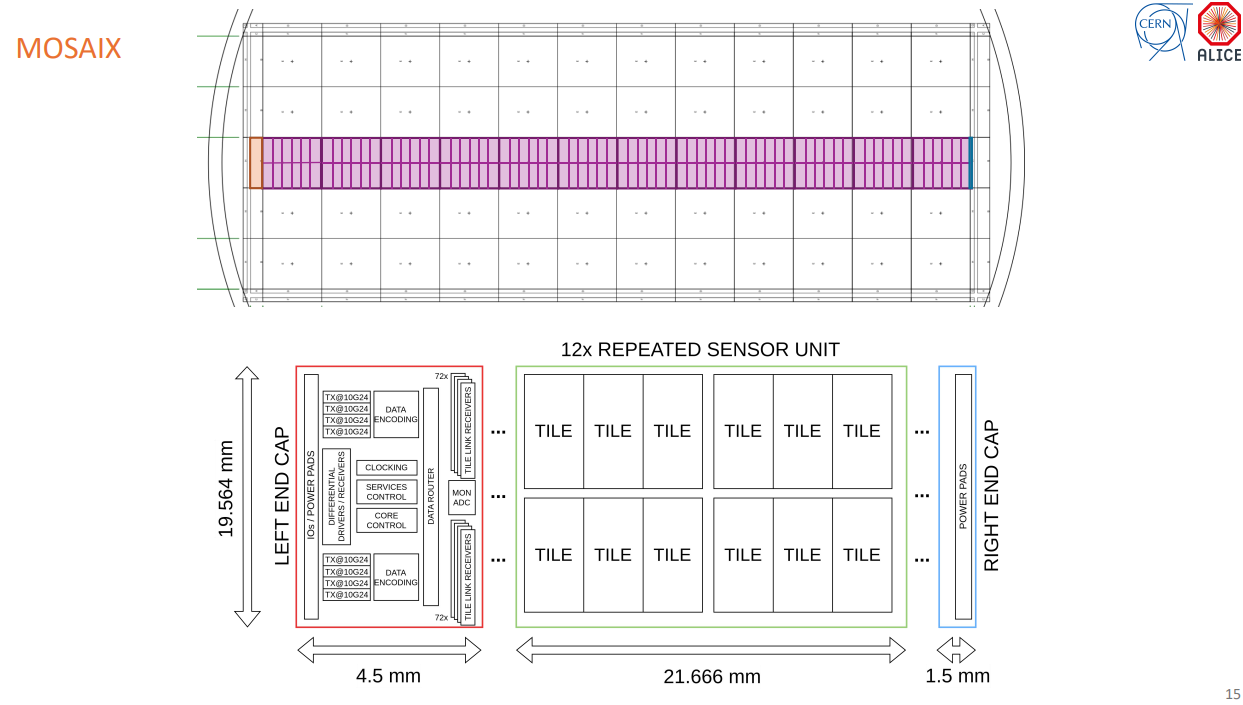 MOSAIX
CERN
ALICE
12x REPEATED SENSOR UNIT
19.564 mm
LEFT END CAP
IOs / POWER PADS
TX@10G24
TX@10G24
TX@10G24
TX@10G24
DATA
ENCODING
DIFFERENTIAL
DRIVERS / RECEIVERS
CLOCKING
SERVICES
CONTROL
CORE
CONTROL
TX@10G24
TX@10G24
TX@10G24
TX@10G24
DATA
ENCODING
DATA ROUTER
72x
TILE LINK RECEIVERS
MON
ADC
72x
TILE LINK RECEIVERS
...
...
...
TILE TILE TILE TILE TILE TILE
TILE TILE TILE TILE TILE TILE
...
...
...
POWER PADS
RIGHT END CAP
4.5 mm
21.666 mm
1.5 mm
15